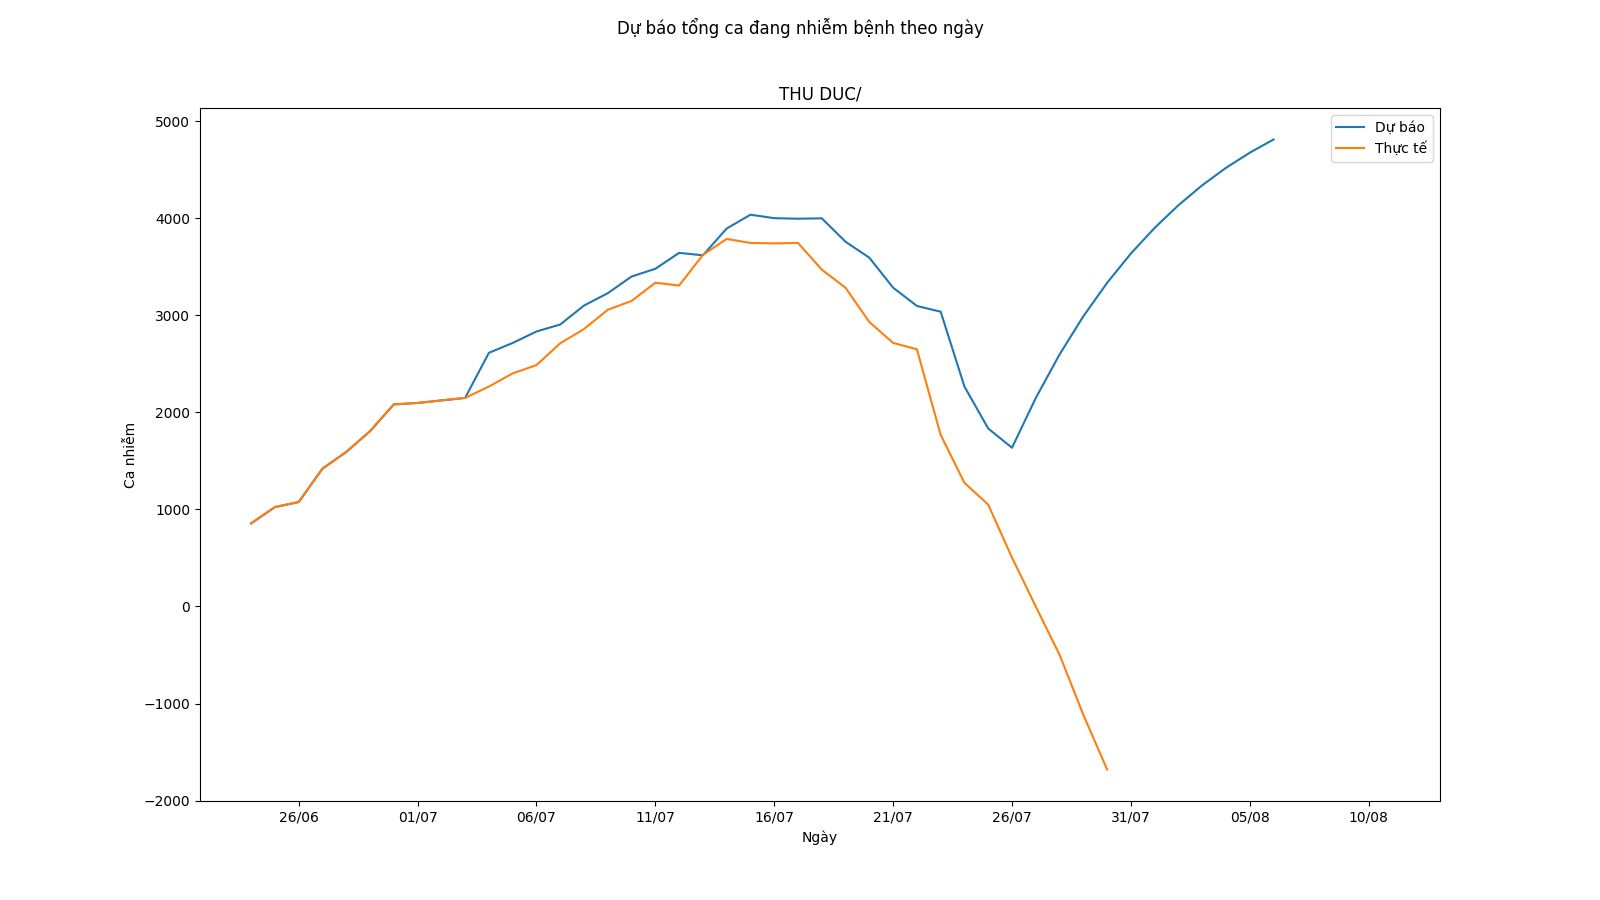 Dự báo tổng ca đang nhiễm bệnh theo ngày
THU DUC/
Dự báo
Thực tế
5000
4000
3000
2000
1000
0
−1000
−2000
Ca nhiễm
26/06 01/07 06/07 11/07 16/07 21/07 26/07 31/07 05/08 10/08
Ngày